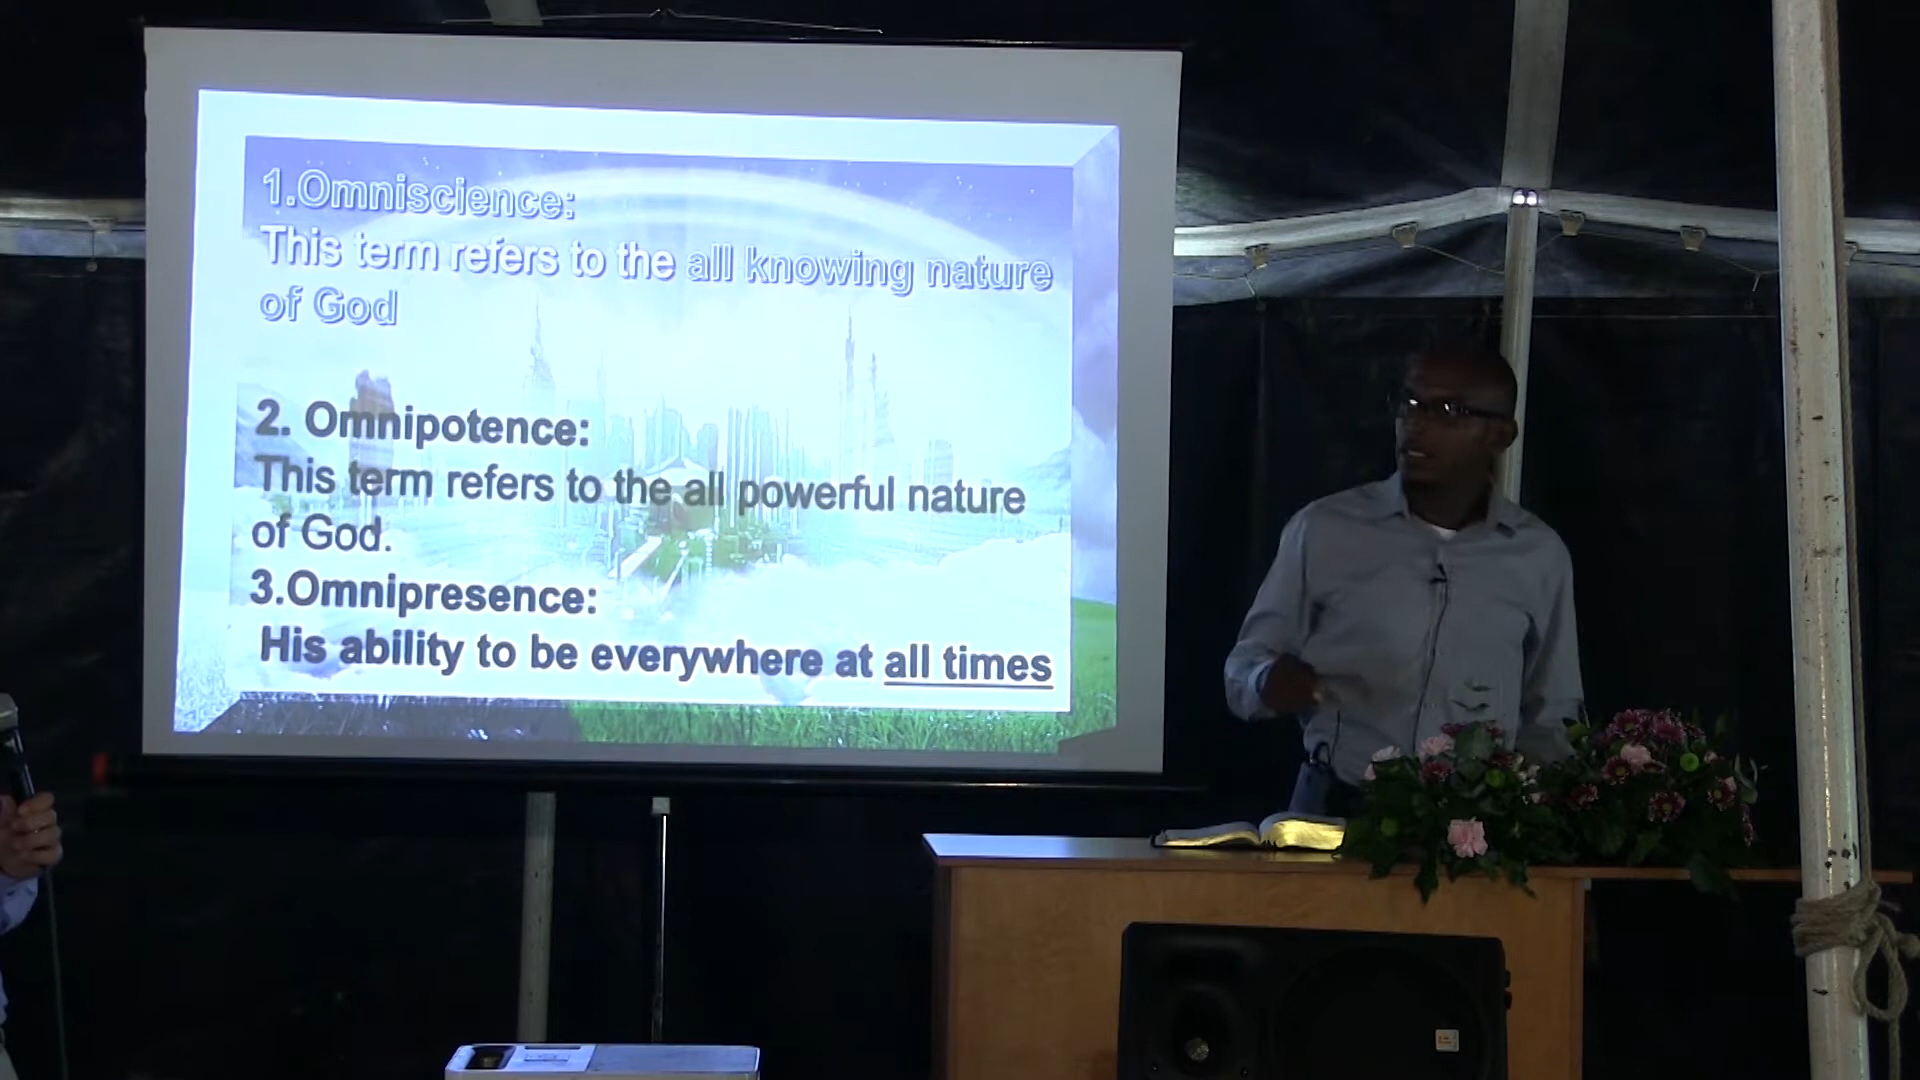 1.Omniscience:
This term refers to the all knowing nature
of God
2. Omnipotence:
This term refers to the all powerful nature
of God.
3.Omnipresence:
His ability to be everywhere at all times